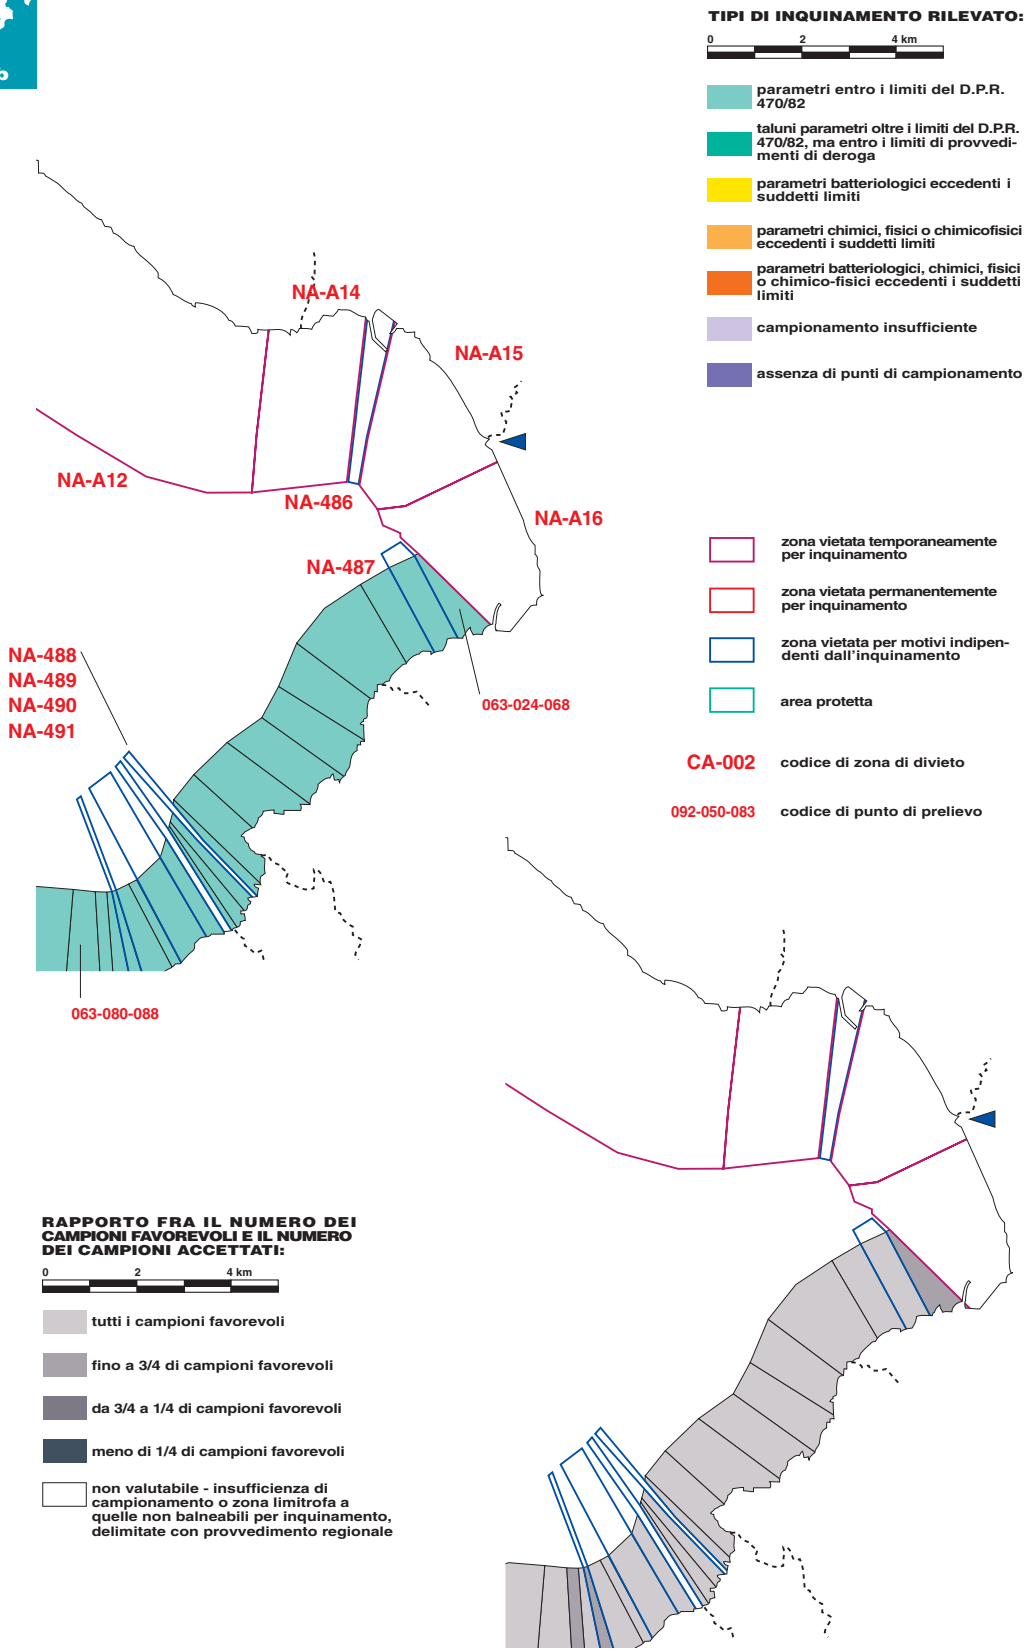 b
TIPI DI INQUINAMENTO RILEVATO:
0 2 4 km
parametri entro i limiti del D.P.R.
470/82
taluni parametri oltre i limiti del D.P.R.
470/82, ma entro i limiti di provvedi-
menti di deroga
parametri batteriologici eccedenti i
suddetti limiti
parametri chimici, fisici o chimicofisici
eccedenti i suddetti limiti
parametri batteriologici, chimici, fisici
o chimico-fisici eccedenti i suddetti
limiti
campionamento insufficiente
assenza di punti di campionamento
NA-A14
NA-A15
NA-A12
NA-486
NA-A16
NA-487
NA-488
NA-489
NA-490
NA-491
063-024-068
063-080-088
zona vietata temporaneamente
per inquinamento
zona vietata permanentemente
per inquinamento
zona vietata per motivi indipen-
denti dall'inquinamento
area protetta
CA-002 codice di zona di divieto
092-050-083 codice di punto di prelievo
RAPPORTO FRA IL NUMERO DEI
CAMPIONI FAVOREVOLI E IL NUMERO
DEI CAMPIONI ACCETTATI:
0 2 4 km
tutti i campioni favorevoli
fino a 3/4 di campioni favorevoli
da 3/4 a 1/4 di campioni favorevoli
meno di 1/4 di campioni favorevoli
non valutabile - insufficienza di
campionamento o zona limitrofa a
quelle non balneabili per inquinamento,
delimitate con provvedimento regionale